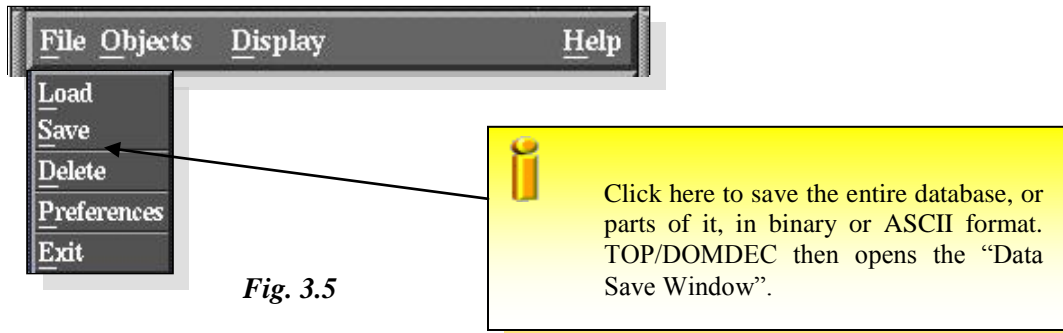 File Objects Display Help
Load
Save
Delete
Preferences
Exit
Click here to save the entire database, or
parts of it, in binary or ASCII format.
TOP/DOMDEC then opens the “Data
Save Window”.
Fig. 3.5